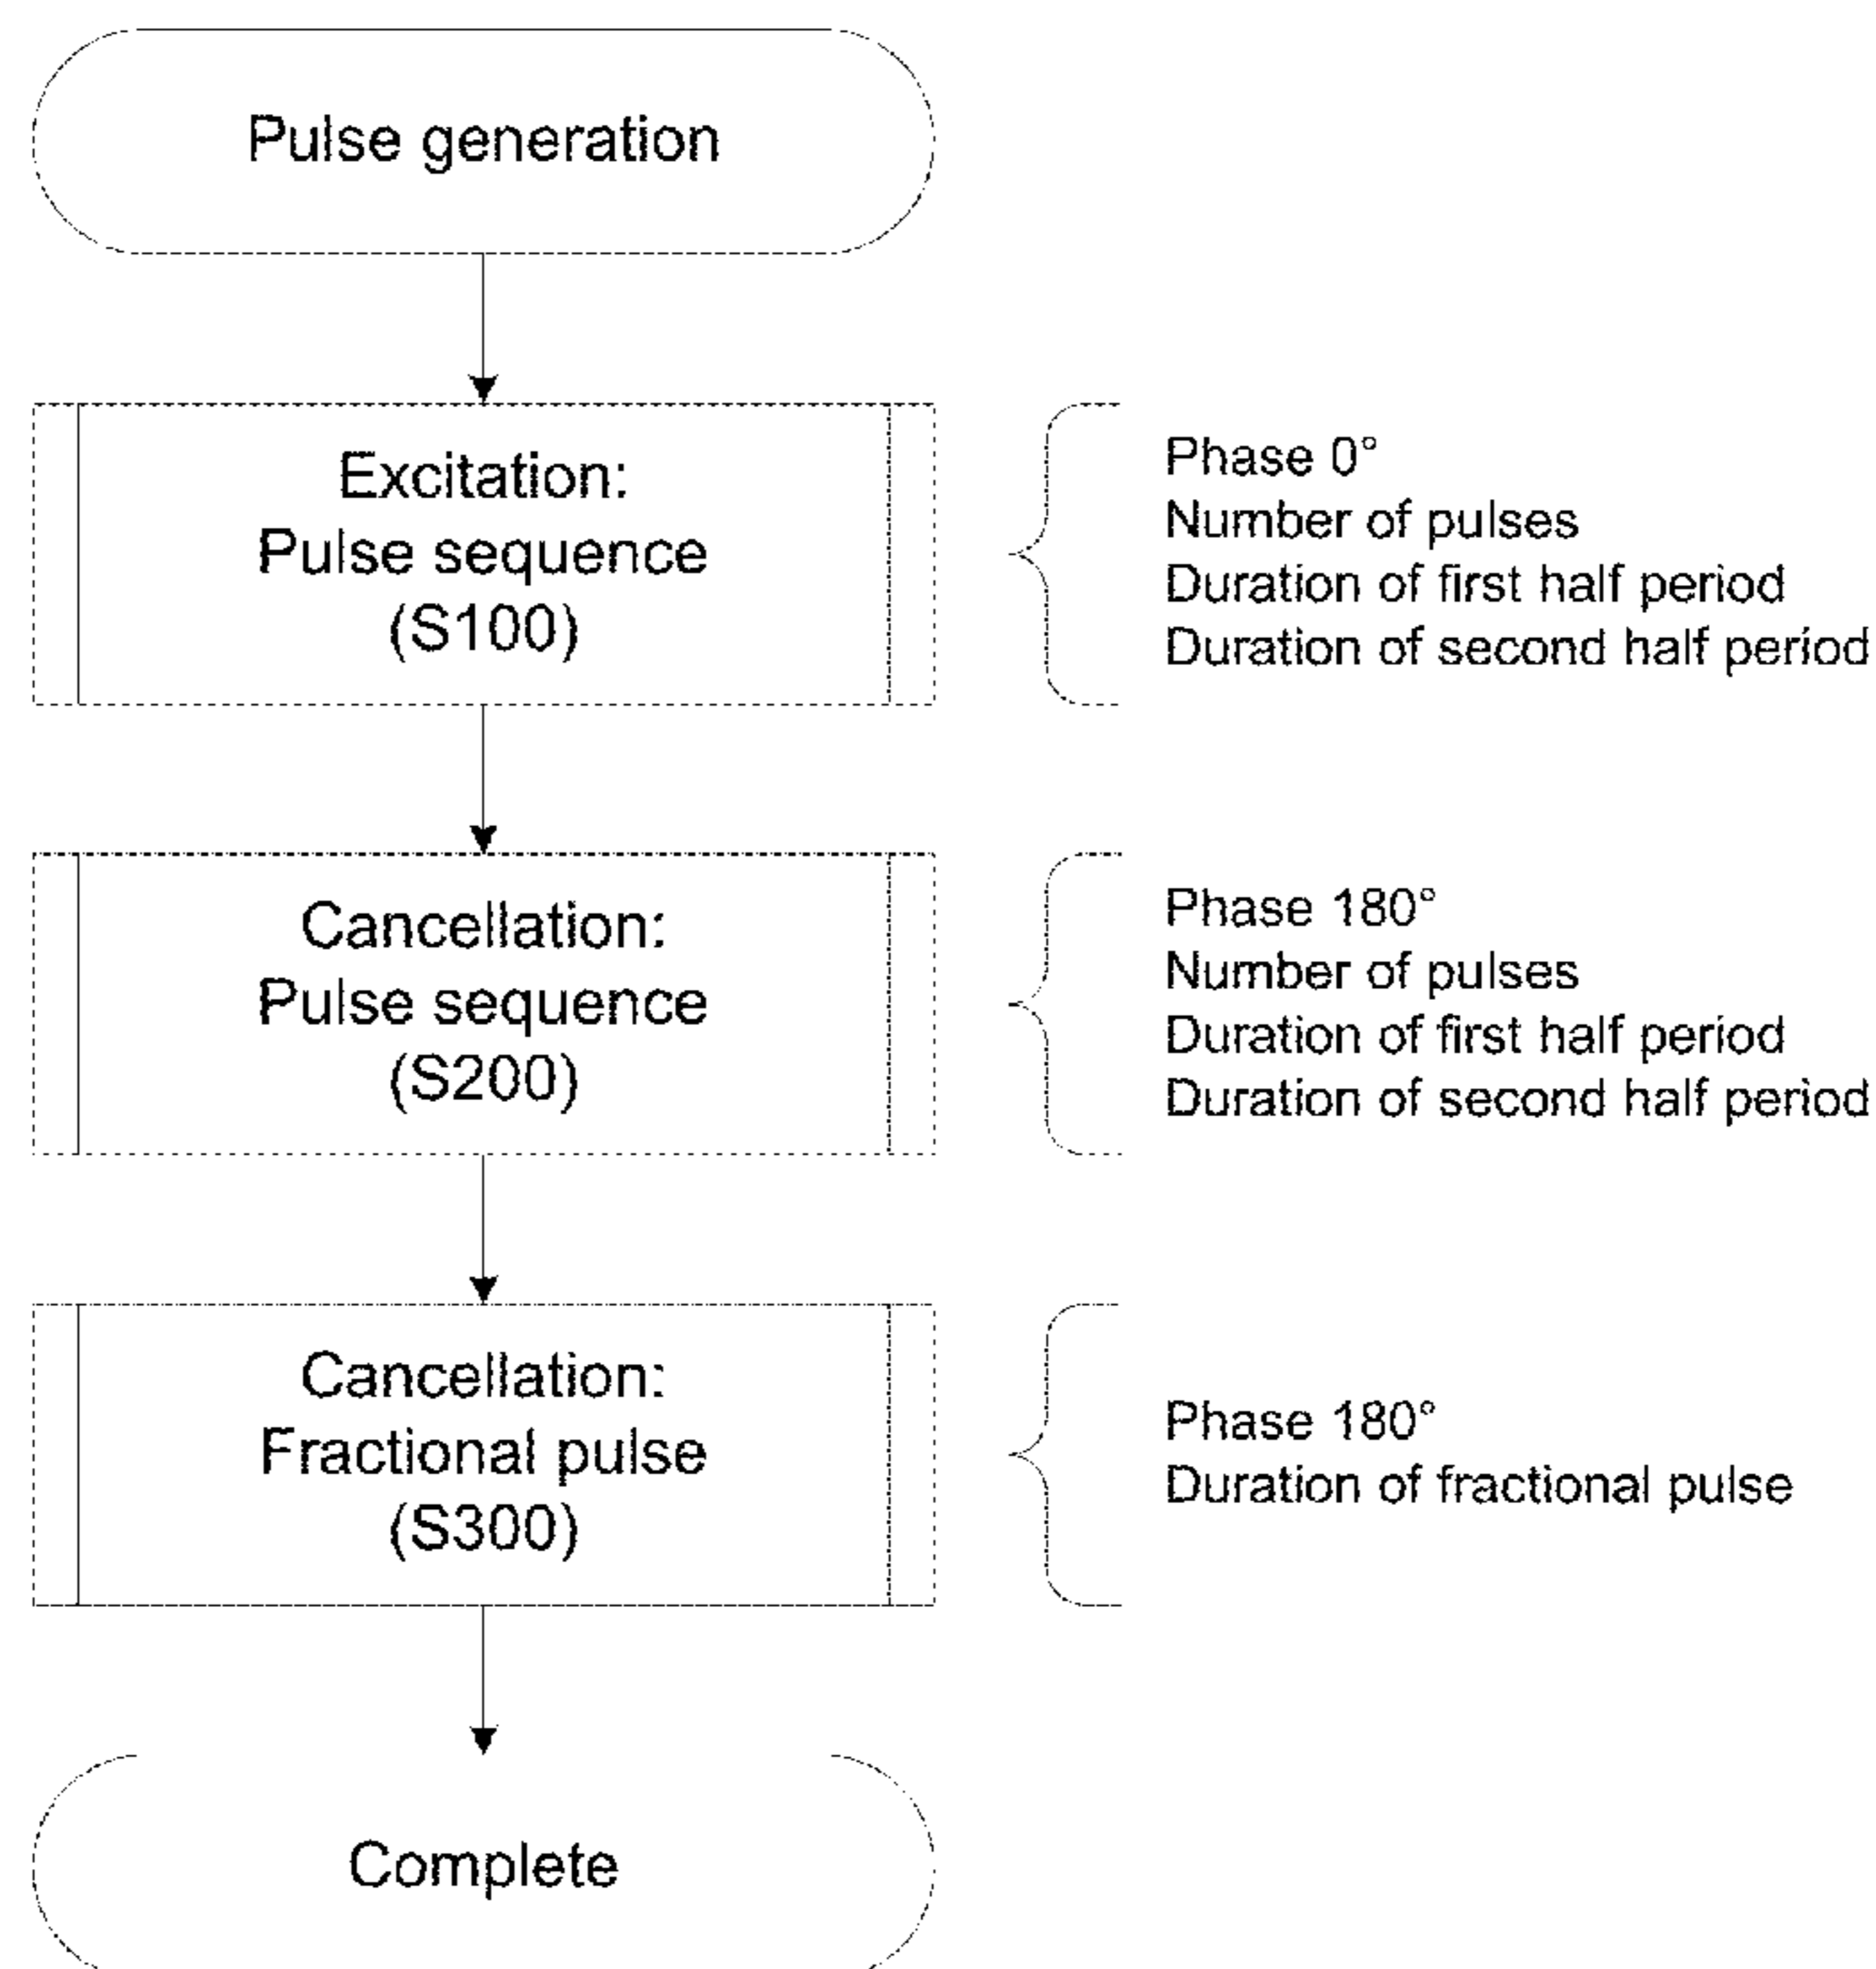 Pulse generation
Excitation:
Pulse sequence
(S100)
Phase 0°
Number of pulses
Duration of first half period
Duration of second half period
Cancellation:
Pulse sequence
(S200)
Phase 180°
Number of pulses
Duration of first half period
Duration of second half period
Cancellation:
Fractional pulse
(S300)
Phase 180°
Duration of fractional pulse
Complete